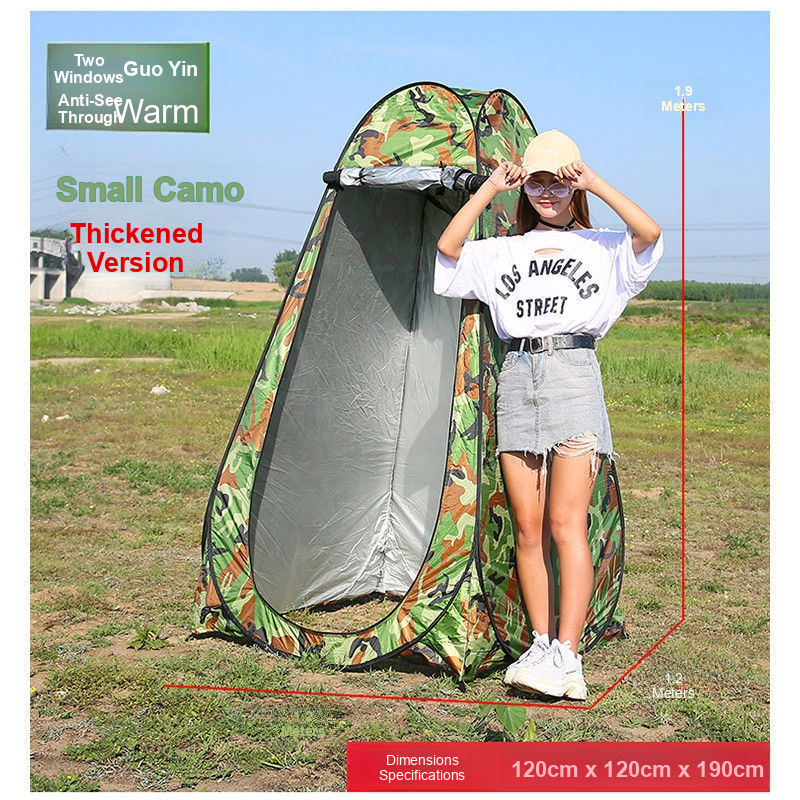 Two
Windows
Guo Yin
Anti-See
Through
Warm
1.9
Meters
Small Camo
Thickened
Version
LOS ANGELES
STREET
1.2
Meters
Meters
Dimensions
Specifications
120cm x 120cm x 190cm